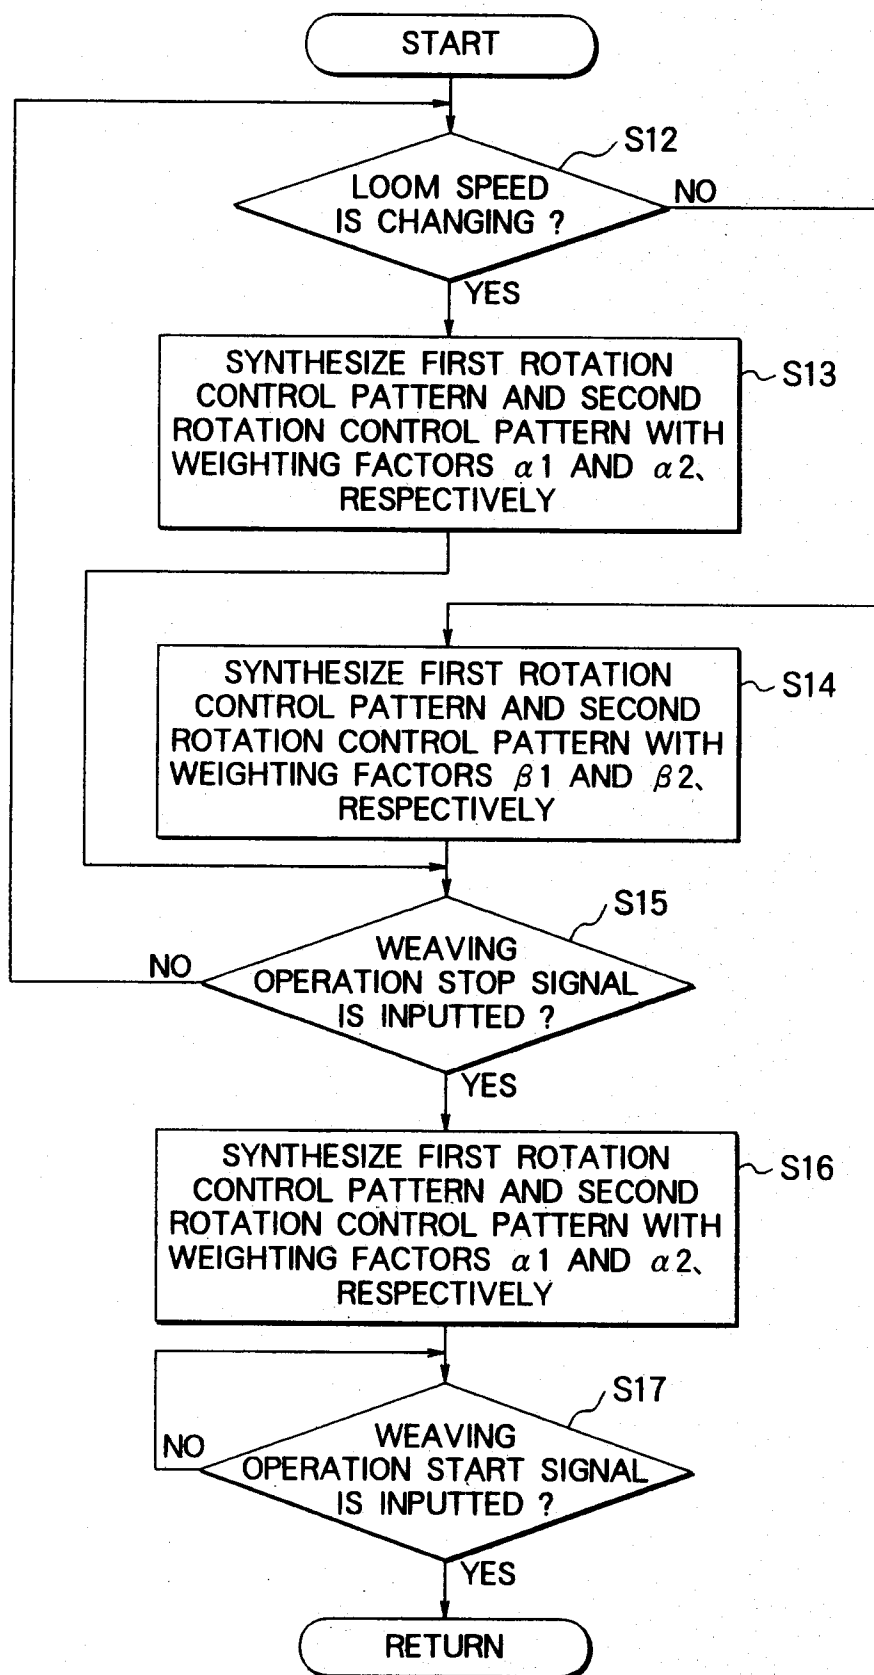 START
S12
LOOM SPEED
IS CHANGING ?
NO
YES
SYNTHESIZE FIRST ROTATION
CONTROL PATTERN AND SECOND
ROTATION CONTROL PATTERN WITH
WEIGHTING FACTORS α1 AND α2、
RESPECTIVELY
S13
SYNTHESIZE FIRST ROTATION
CONTROL PATTERN AND SECOND
ROTATION CONTROL PATTERN WITH
WEIGHTING FACTORS β1 AND β2、
RESPECTIVELY
S14
S15
WEAVING
OPERATION STOP SIGNAL
IS INPUTTED ?
NO
YES
SYNTHESIZE FIRST ROTATION
CONTROL PATTERN AND SECOND
ROTATION CONTROL PATTERN WITH
WEIGHTING FACTORS α1 AND α2、
RESPECTIVELY
S16
S17
WEAVING
OPERATION START SIGNAL
IS INPUTTED ?
NO
YES
RETURN